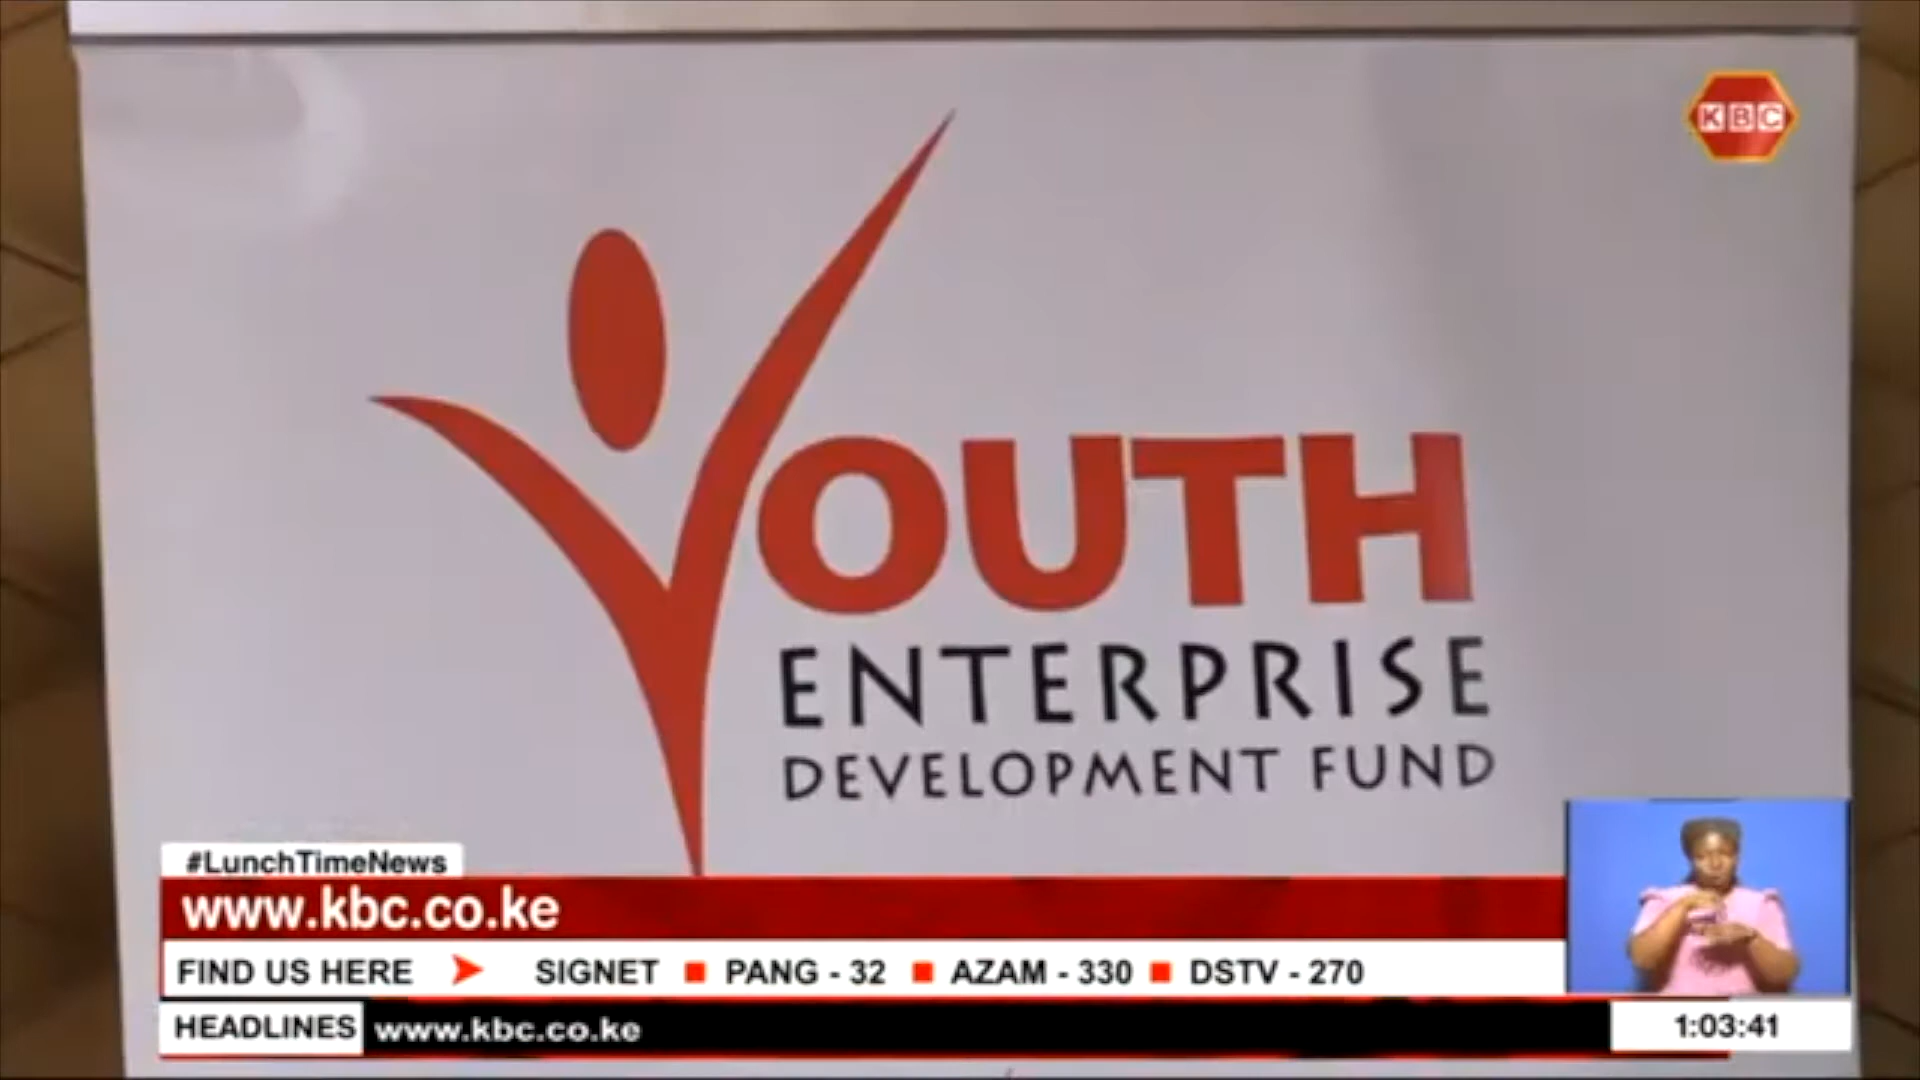 KBC
YOUTH
ENTERPRISE
DEVELOPMENT FUND
#LunchTimeNews
www.kbc.co.ke
FIND US HERE SIGNET PANG - 32 AZAM - 330 DSTV - 270
HEADLINES www.kbc.co.ke 1:03:41